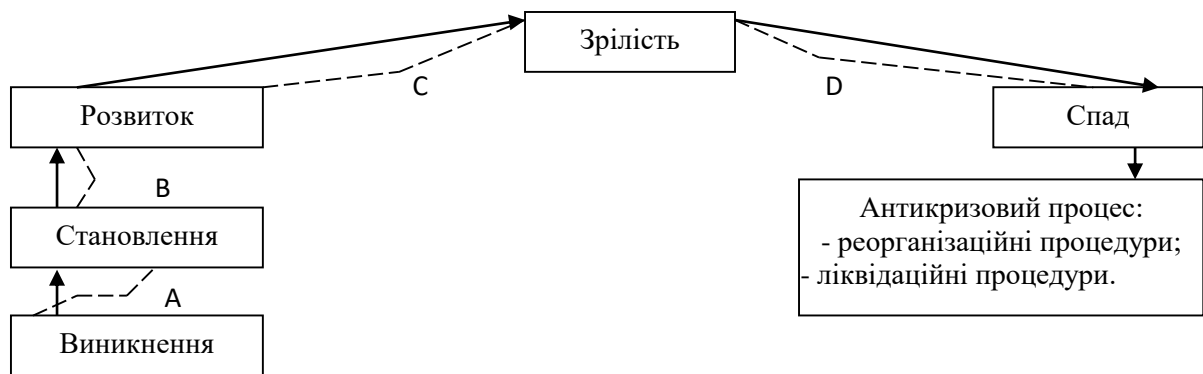 Зрілість
C
D
Розвиток
Спад
B
Становлення
Антикризовий процес:
- реорганізаційні процедури;
- ліквідаційні процедури.
A
Виникнення